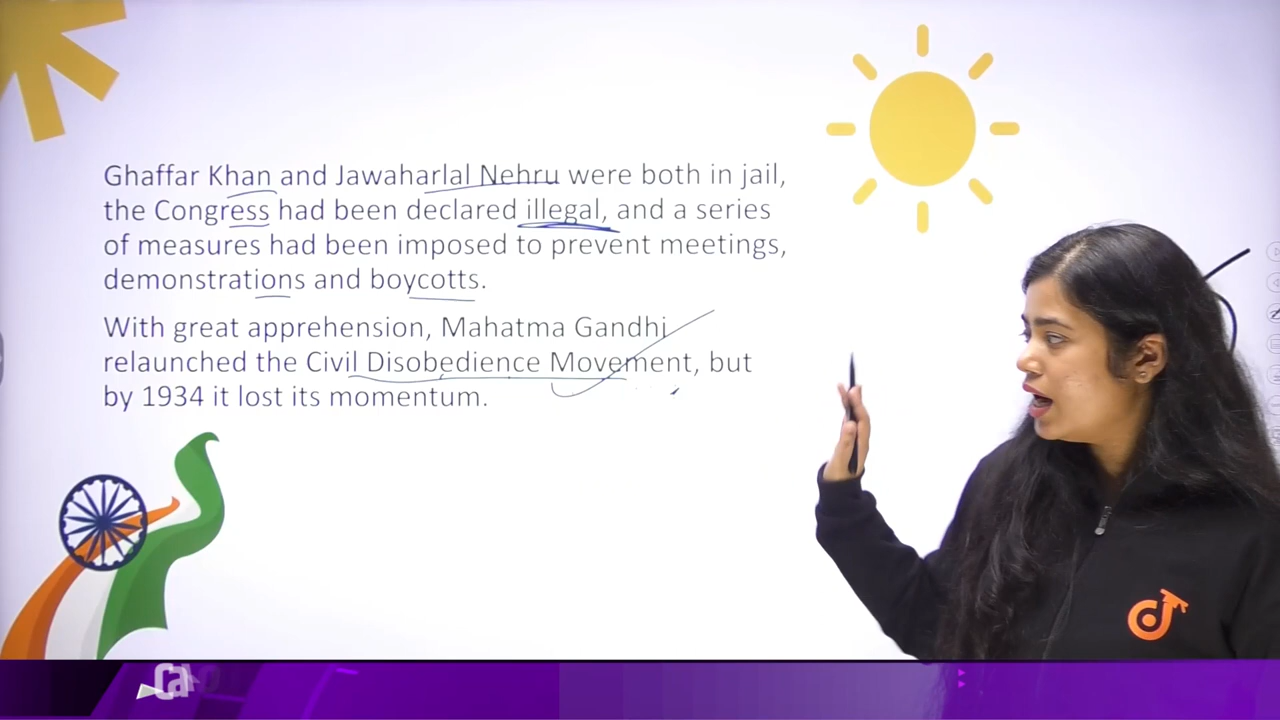 Ghaffar Khan and Jawaharlal Nehru were both in jail,
the Congress had been declared illegal, and a series
of measures had been imposed to prevent meetings,
demonstrations and boycotts.
With great apprehension, Mahatma Gandhi
relaunched the Civil Disobedience Movement, but
by 1934 it lost its momentum.